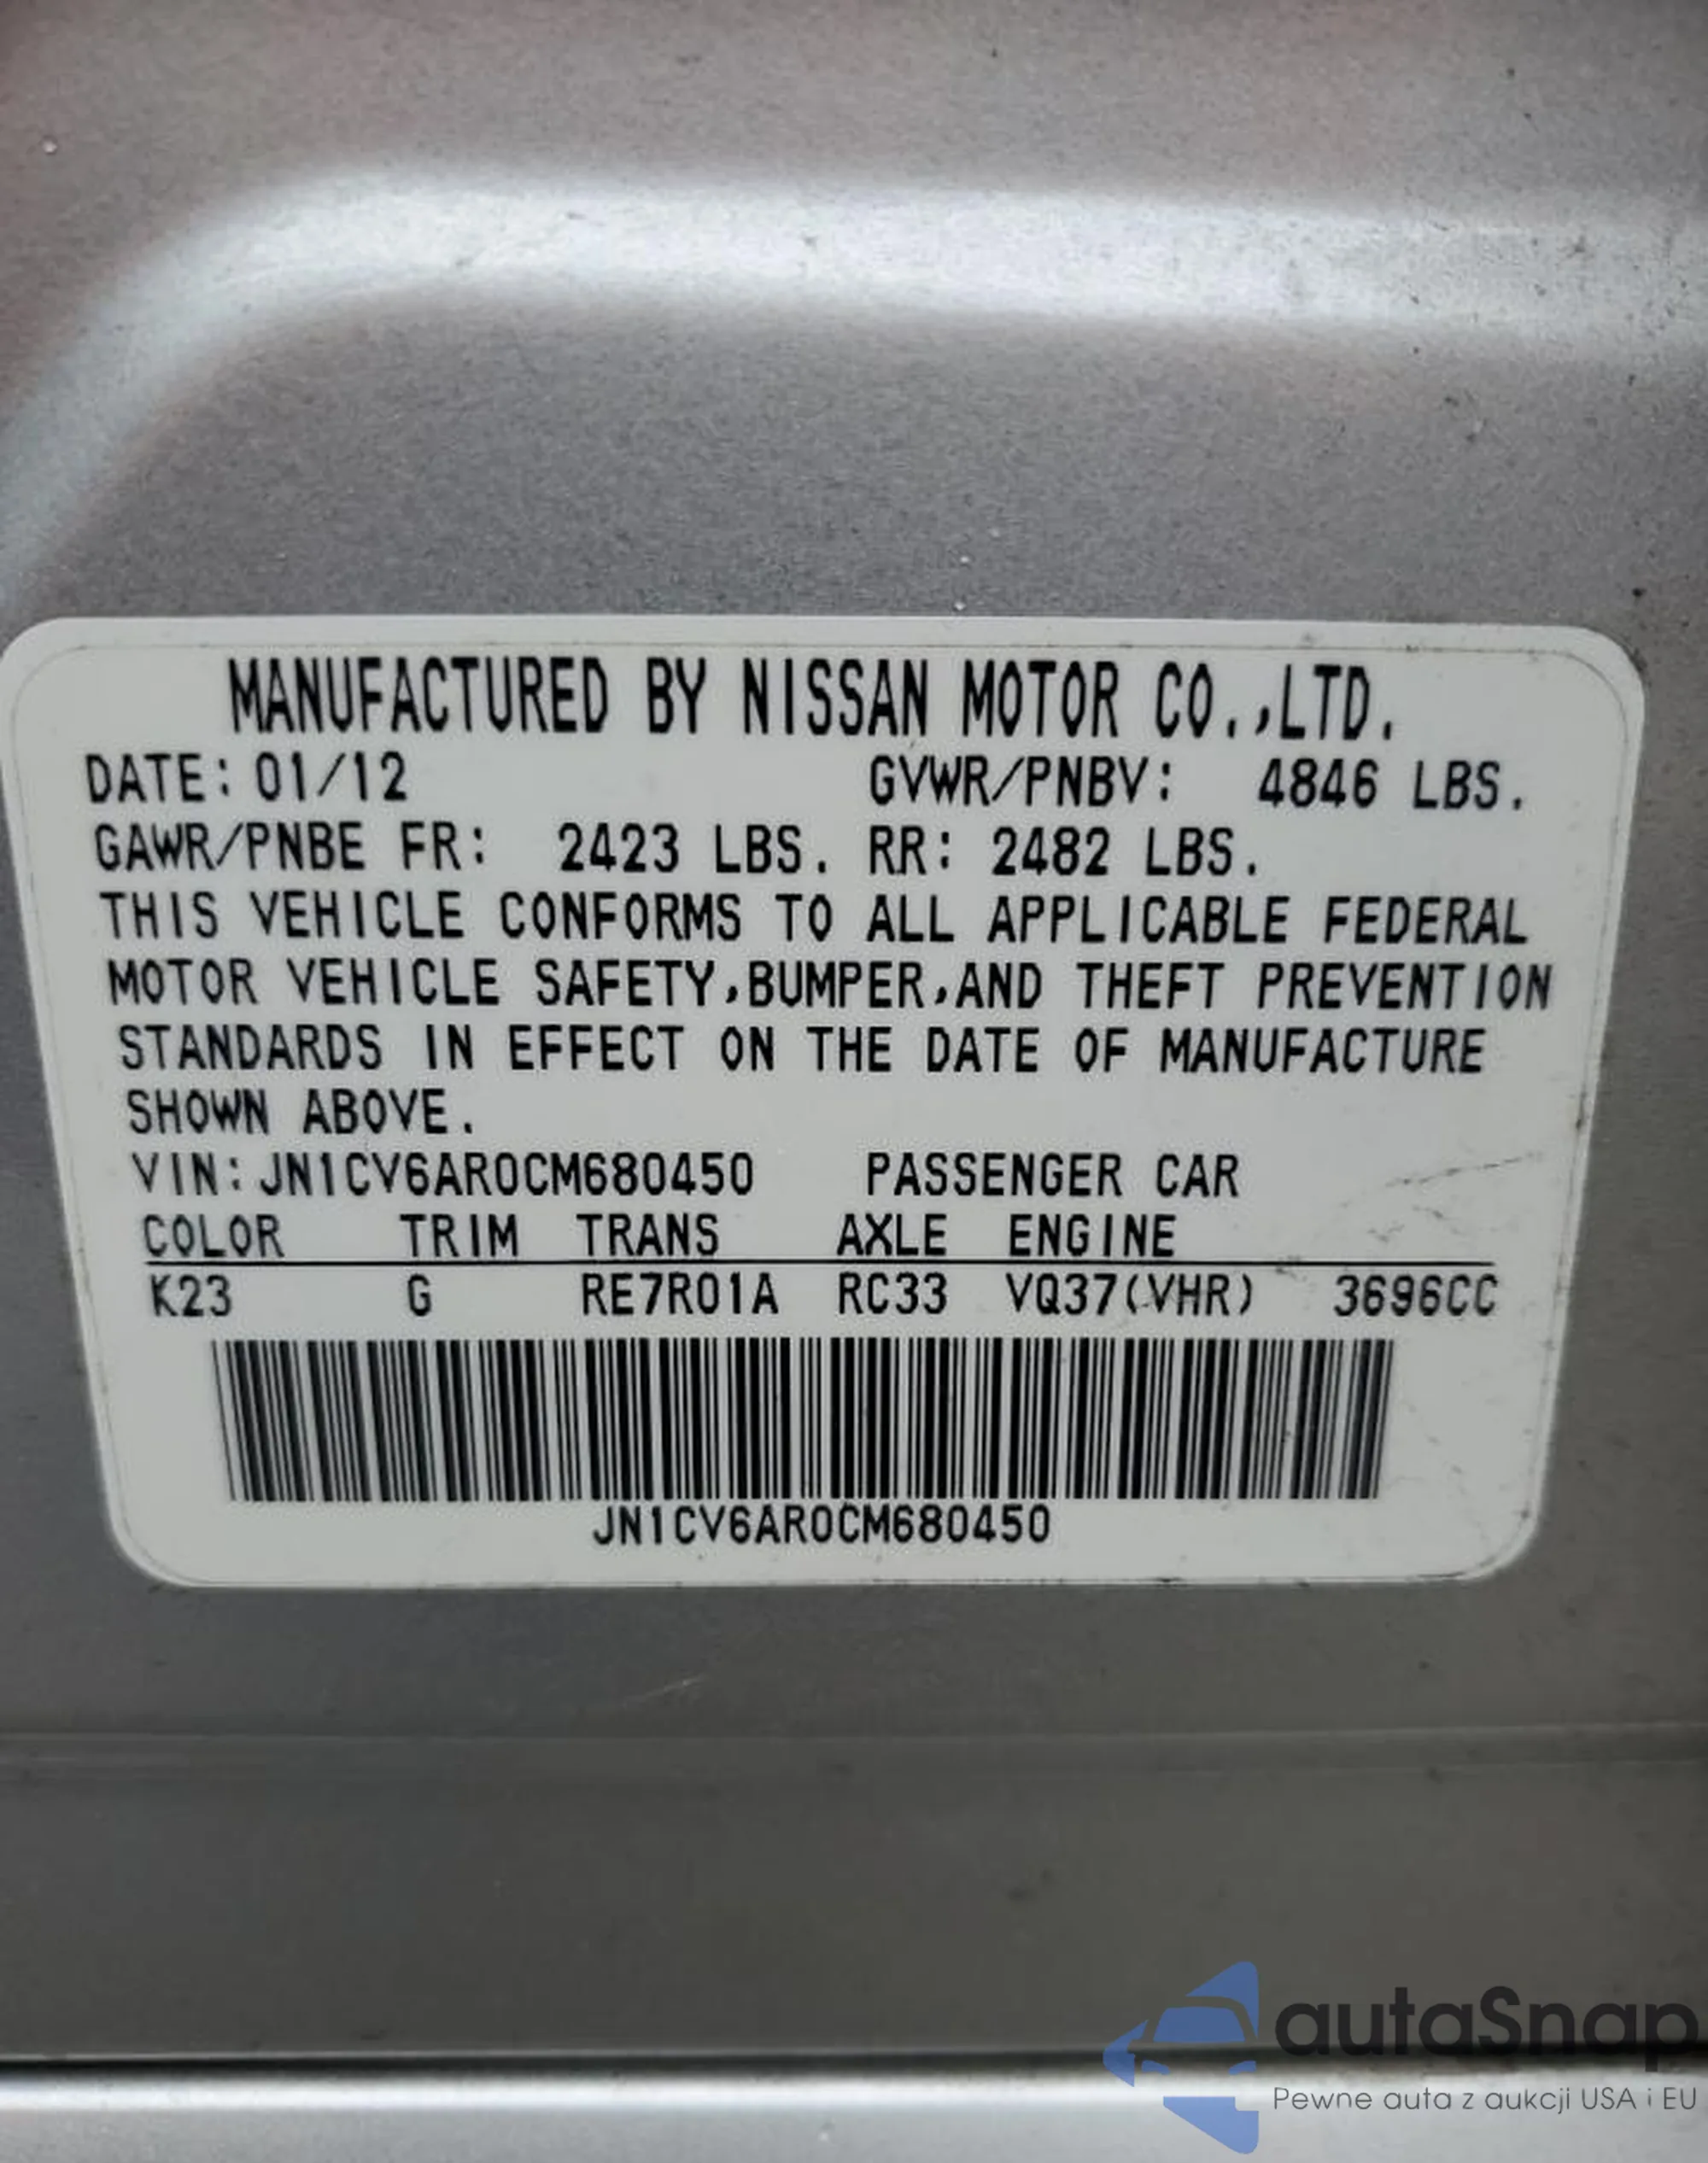 MANUFACTURED BY NISSAN MOTOR CO.,LTD.
DATE: 01/12 GVWR/PNBV: 4846 LBS.
GAWR/PNBE FR: 2423 LBS. RR: 2482 LBS.
THIS VEHICLE CONFORMS TO ALL APPLICABLE FEDERAL
MOTOR VEHICLE SAFETY,BUMPER,AND THEFT PREVENTION
STANDARDS IN EFFECT ON THE DATE OF MANUFACTURE
SHOWN ABOVE.
VIN:JN1CV6AR0CM680450 PASSENGER CAR
COLOR TRIM TRANS AXLE ENGINE
K23 G RE7R01A RC33 VQ37(VHR) 3696CC
JN1CV6AR0CM680450
autaSnap
Pewne auta z aukcji USA i EU